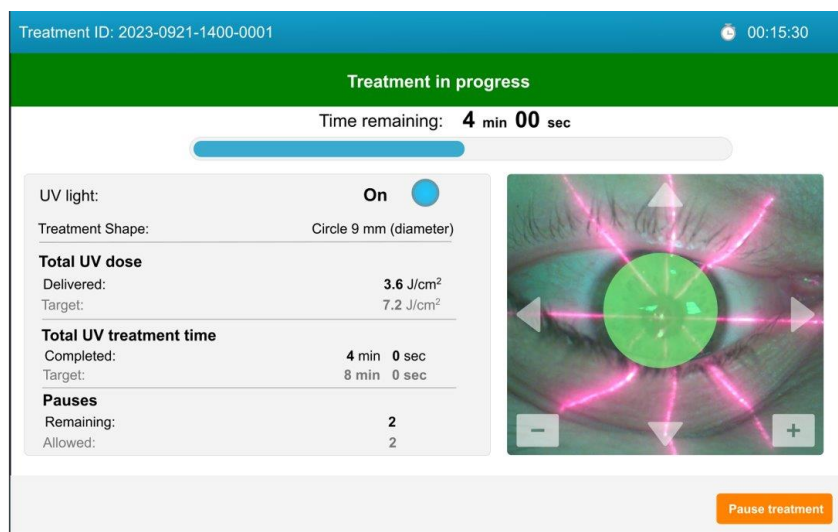 Treatment ID: 2023-0921-1400-0001
00:15:30
Treatment in progress
Time remaining: 4 min 00 sec
UV light: On
Treatment Shape: Circle 9 mm (diameter)
Total UV dose
Delivered: 3.6 J/cm²
Target: 7.2 J/cm²
Total UV treatment time
Completed: 4 min 0 sec
Target: 8 min 0 sec
Pauses
Remaining: 2
Allowed: 2
− +
Pause treatment